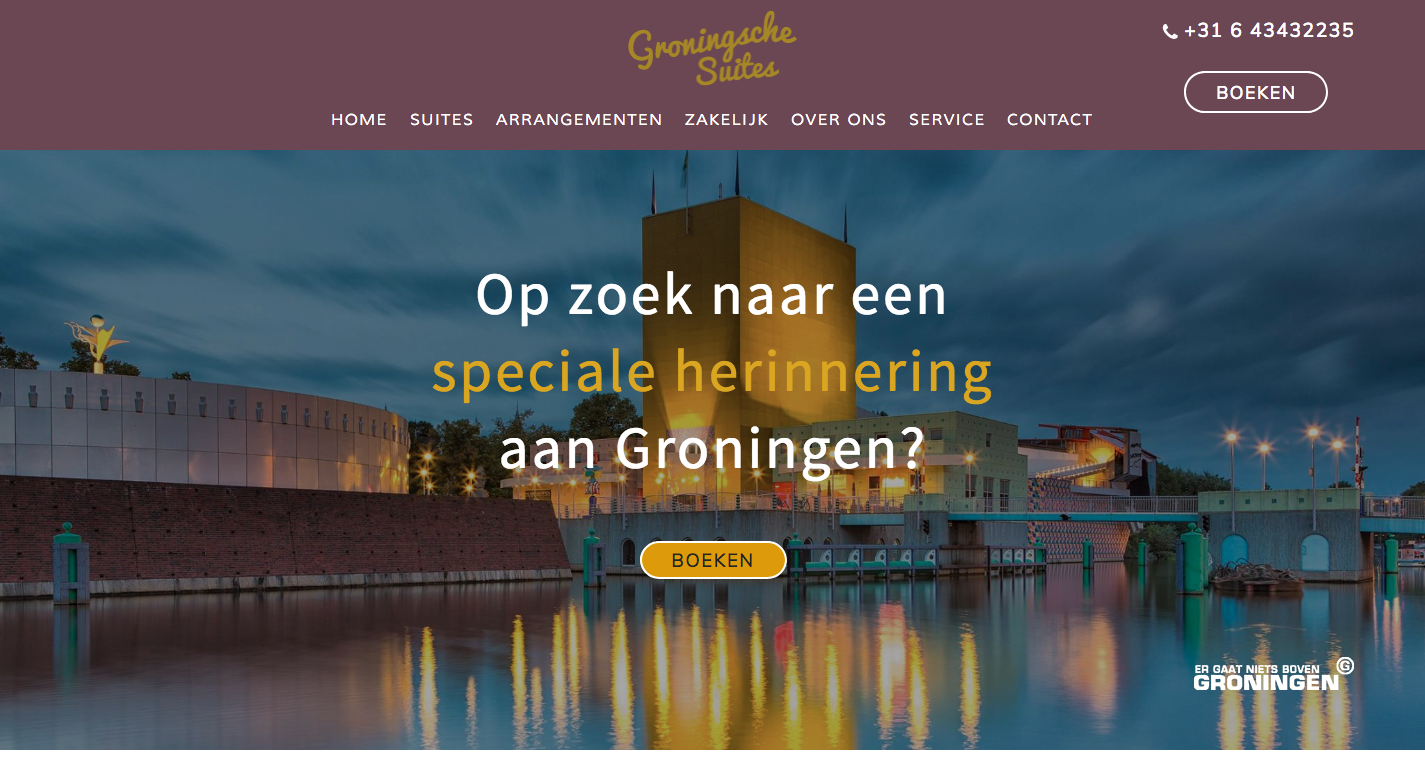 Groningsche
Suites
+31 6 43432235
BOEKEN
HOME SUITES ARRANGEMENTEN ZAKELIJK OVER ONS SERVICE CONTACT
Op zoek naar een
speciale herinnering
aan Groningen?
BOEKEN
ER GAAT NIETS BOVEN G
GRONINGEN